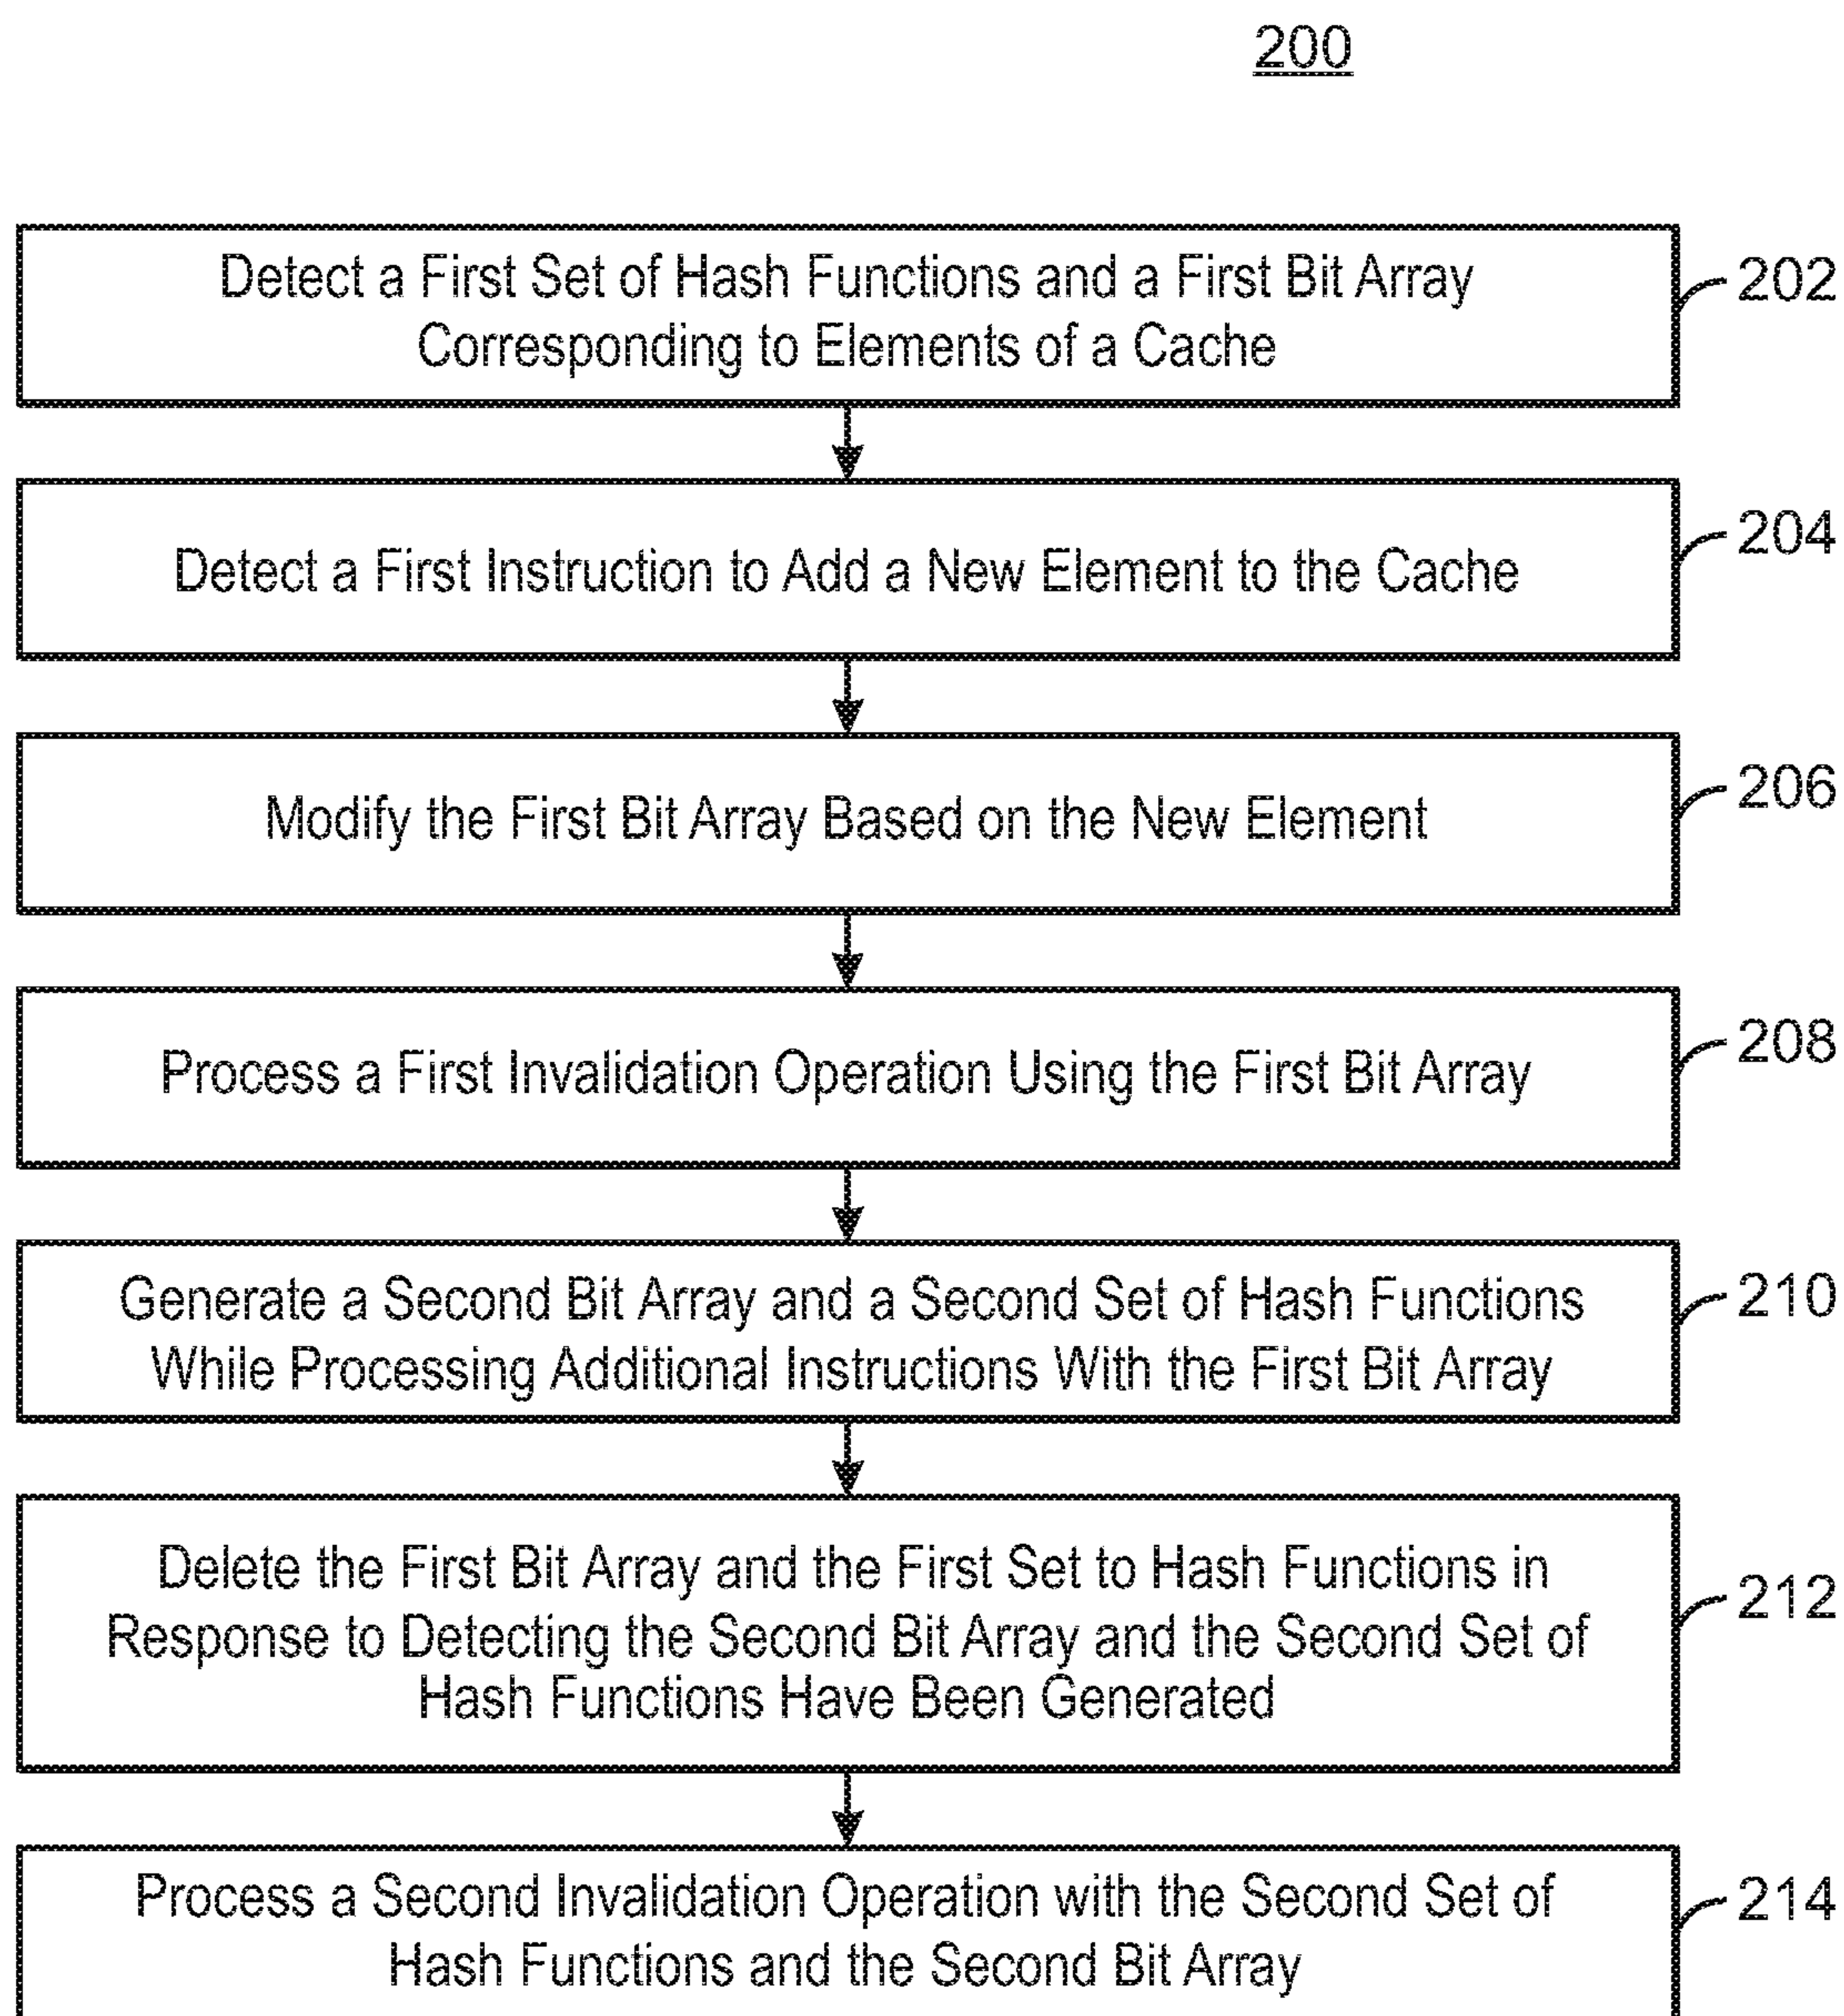 200
Detect a First Set of Hash Functions and a First Bit Array
Corresponding to Elements of a Cache
202
Detect a First Instruction to Add a New Element to the Cache
204
Modify the First Bit Array Based on the New Element
206
Process a First Invalidation Operation Using the First Bit Array
208
Generate a Second Bit Array and a Second Set of Hash Functions
While Processing Additional Instructions With the First Bit Array
210
Delete the First Bit Array and the First Set to Hash Functions in
Response to Detecting the Second Bit Array and the Second Set of
Hash Functions Have Been Generated
212
Process a Second Invalidation Operation with the Second Set of
Hash Functions and the Second Bit Array
214